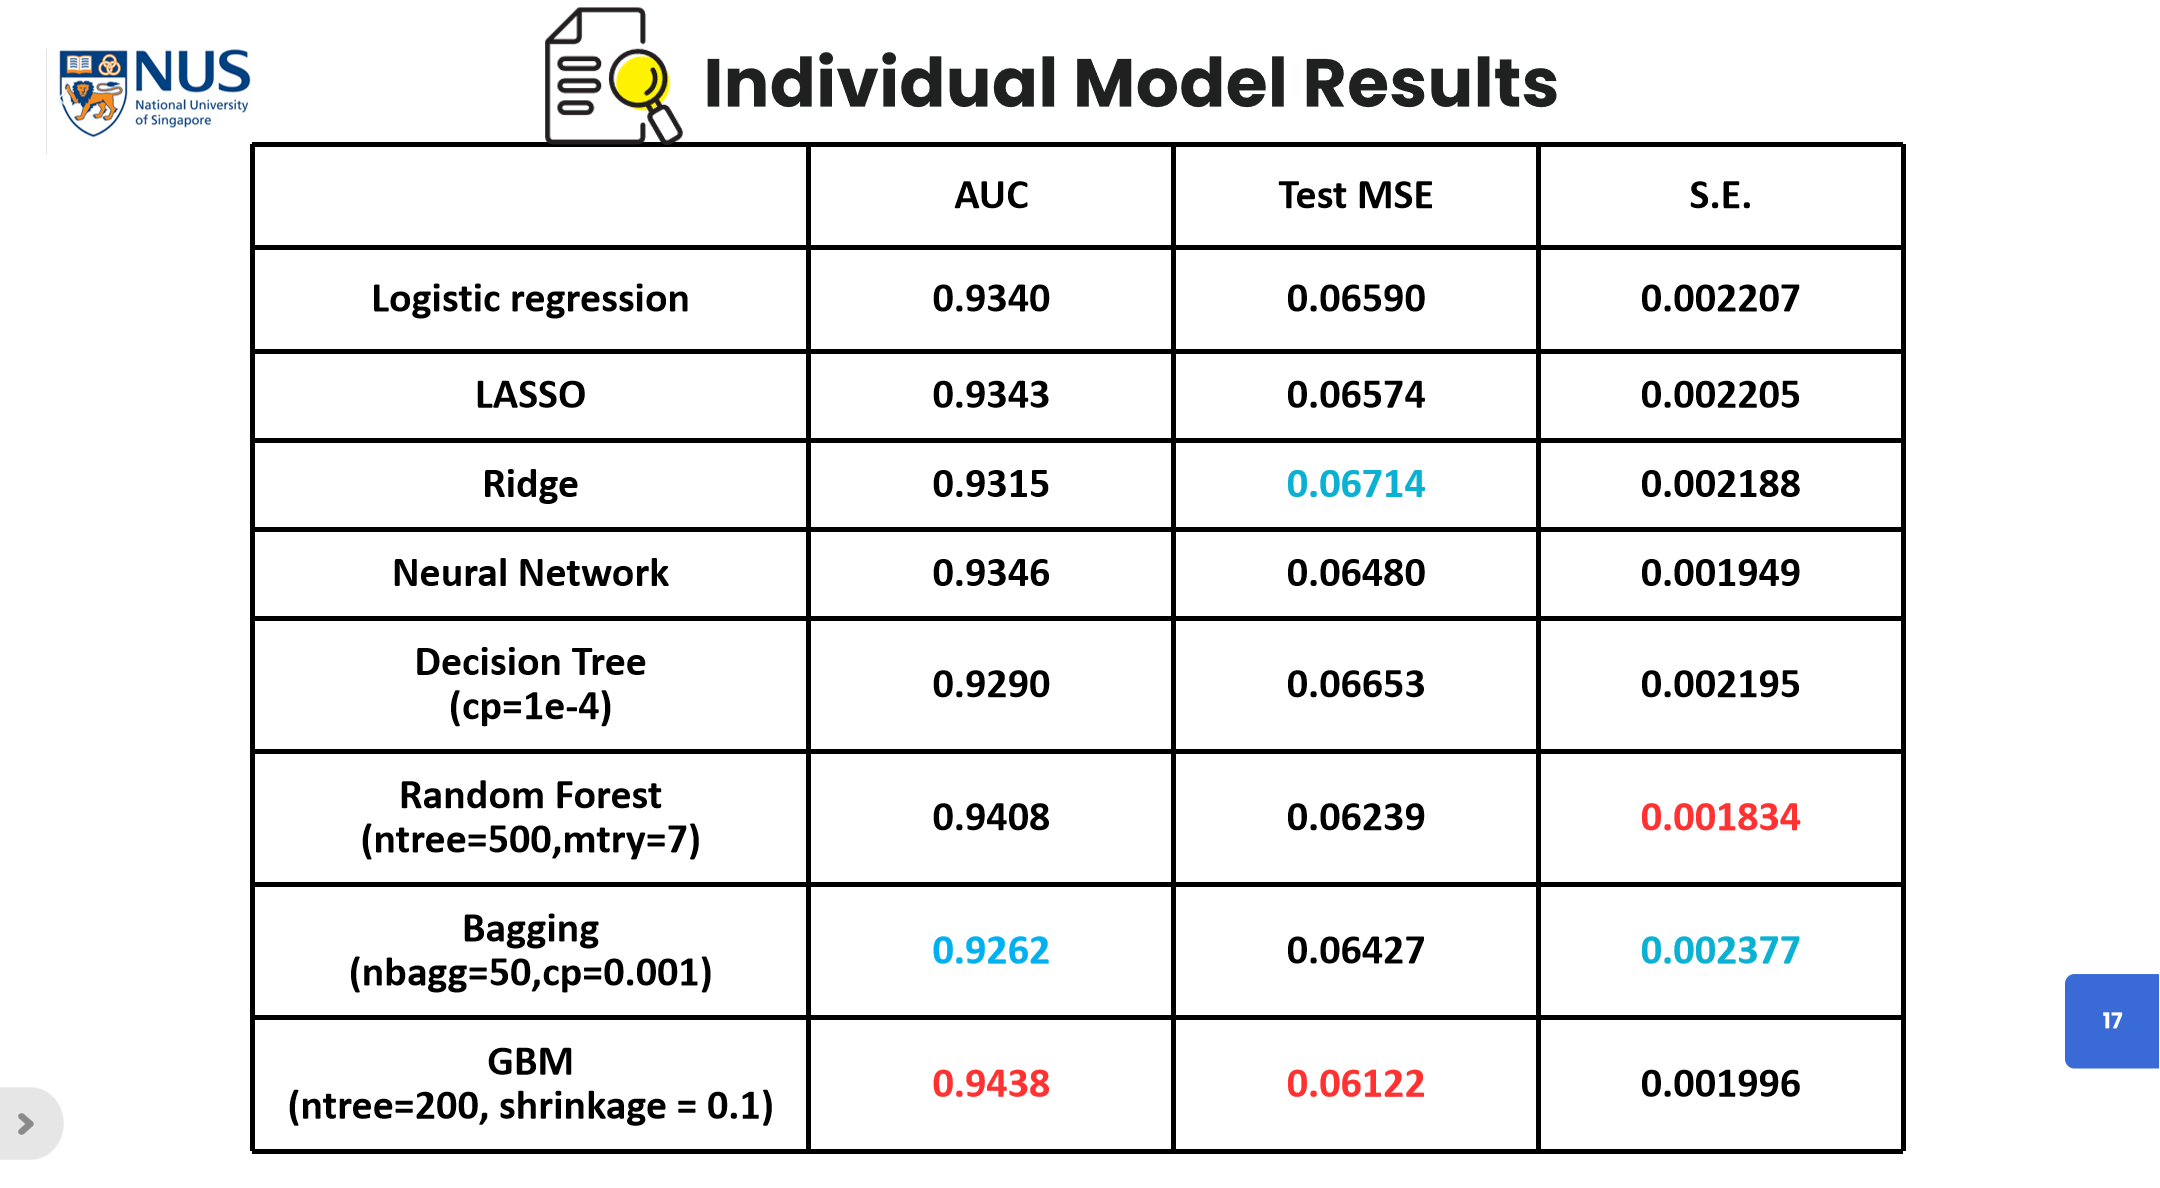 NUS
National University
of Singapore
Individual Model Results
AUC Test MSE S.E.
Logistic regression 0.9340 0.06590 0.002207
LASSO 0.9343 0.06574 0.002205
Ridge 0.9315 0.06714 0.002188
Neural Network 0.9346 0.06480 0.001949
Decision Tree
(cp=1e-4) 0.9290 0.06653 0.002195
Random Forest
(ntree=500,mtry=7) 0.9408 0.06239 0.001834
Bagging
(nbagg=50,cp=0.001) 0.9262 0.06427 0.002377
GBM
(ntree=200, shrinkage = 0.1) 0.9438 0.06122 0.001996
17